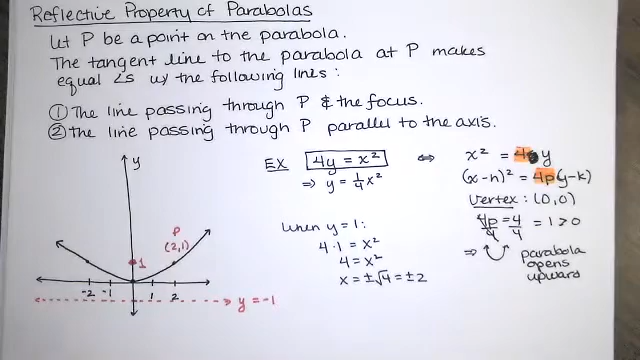 Reflective Property of Parabolas
Let P be a point on the parabola.
The tangent line to the parabola at P makes
equal ∠s w/ the following lines:
① The line passing through P & the focus.
② the line passing through P parallel to the axis.
y
P
(2,1)
1
-2 -1 1 2
y = -1
EX 4y = x² ⇔ x² = 4 y
⇒ y = ¼x²
When y = 1:
4·1 = x²
4 = x²
x = ±√4 = ±2
(x-h)² = 4p(y-k)
Vertex: (0,0)
4p/4 = 4/4 = 1 > 0
⇒ parabola
opens
upward